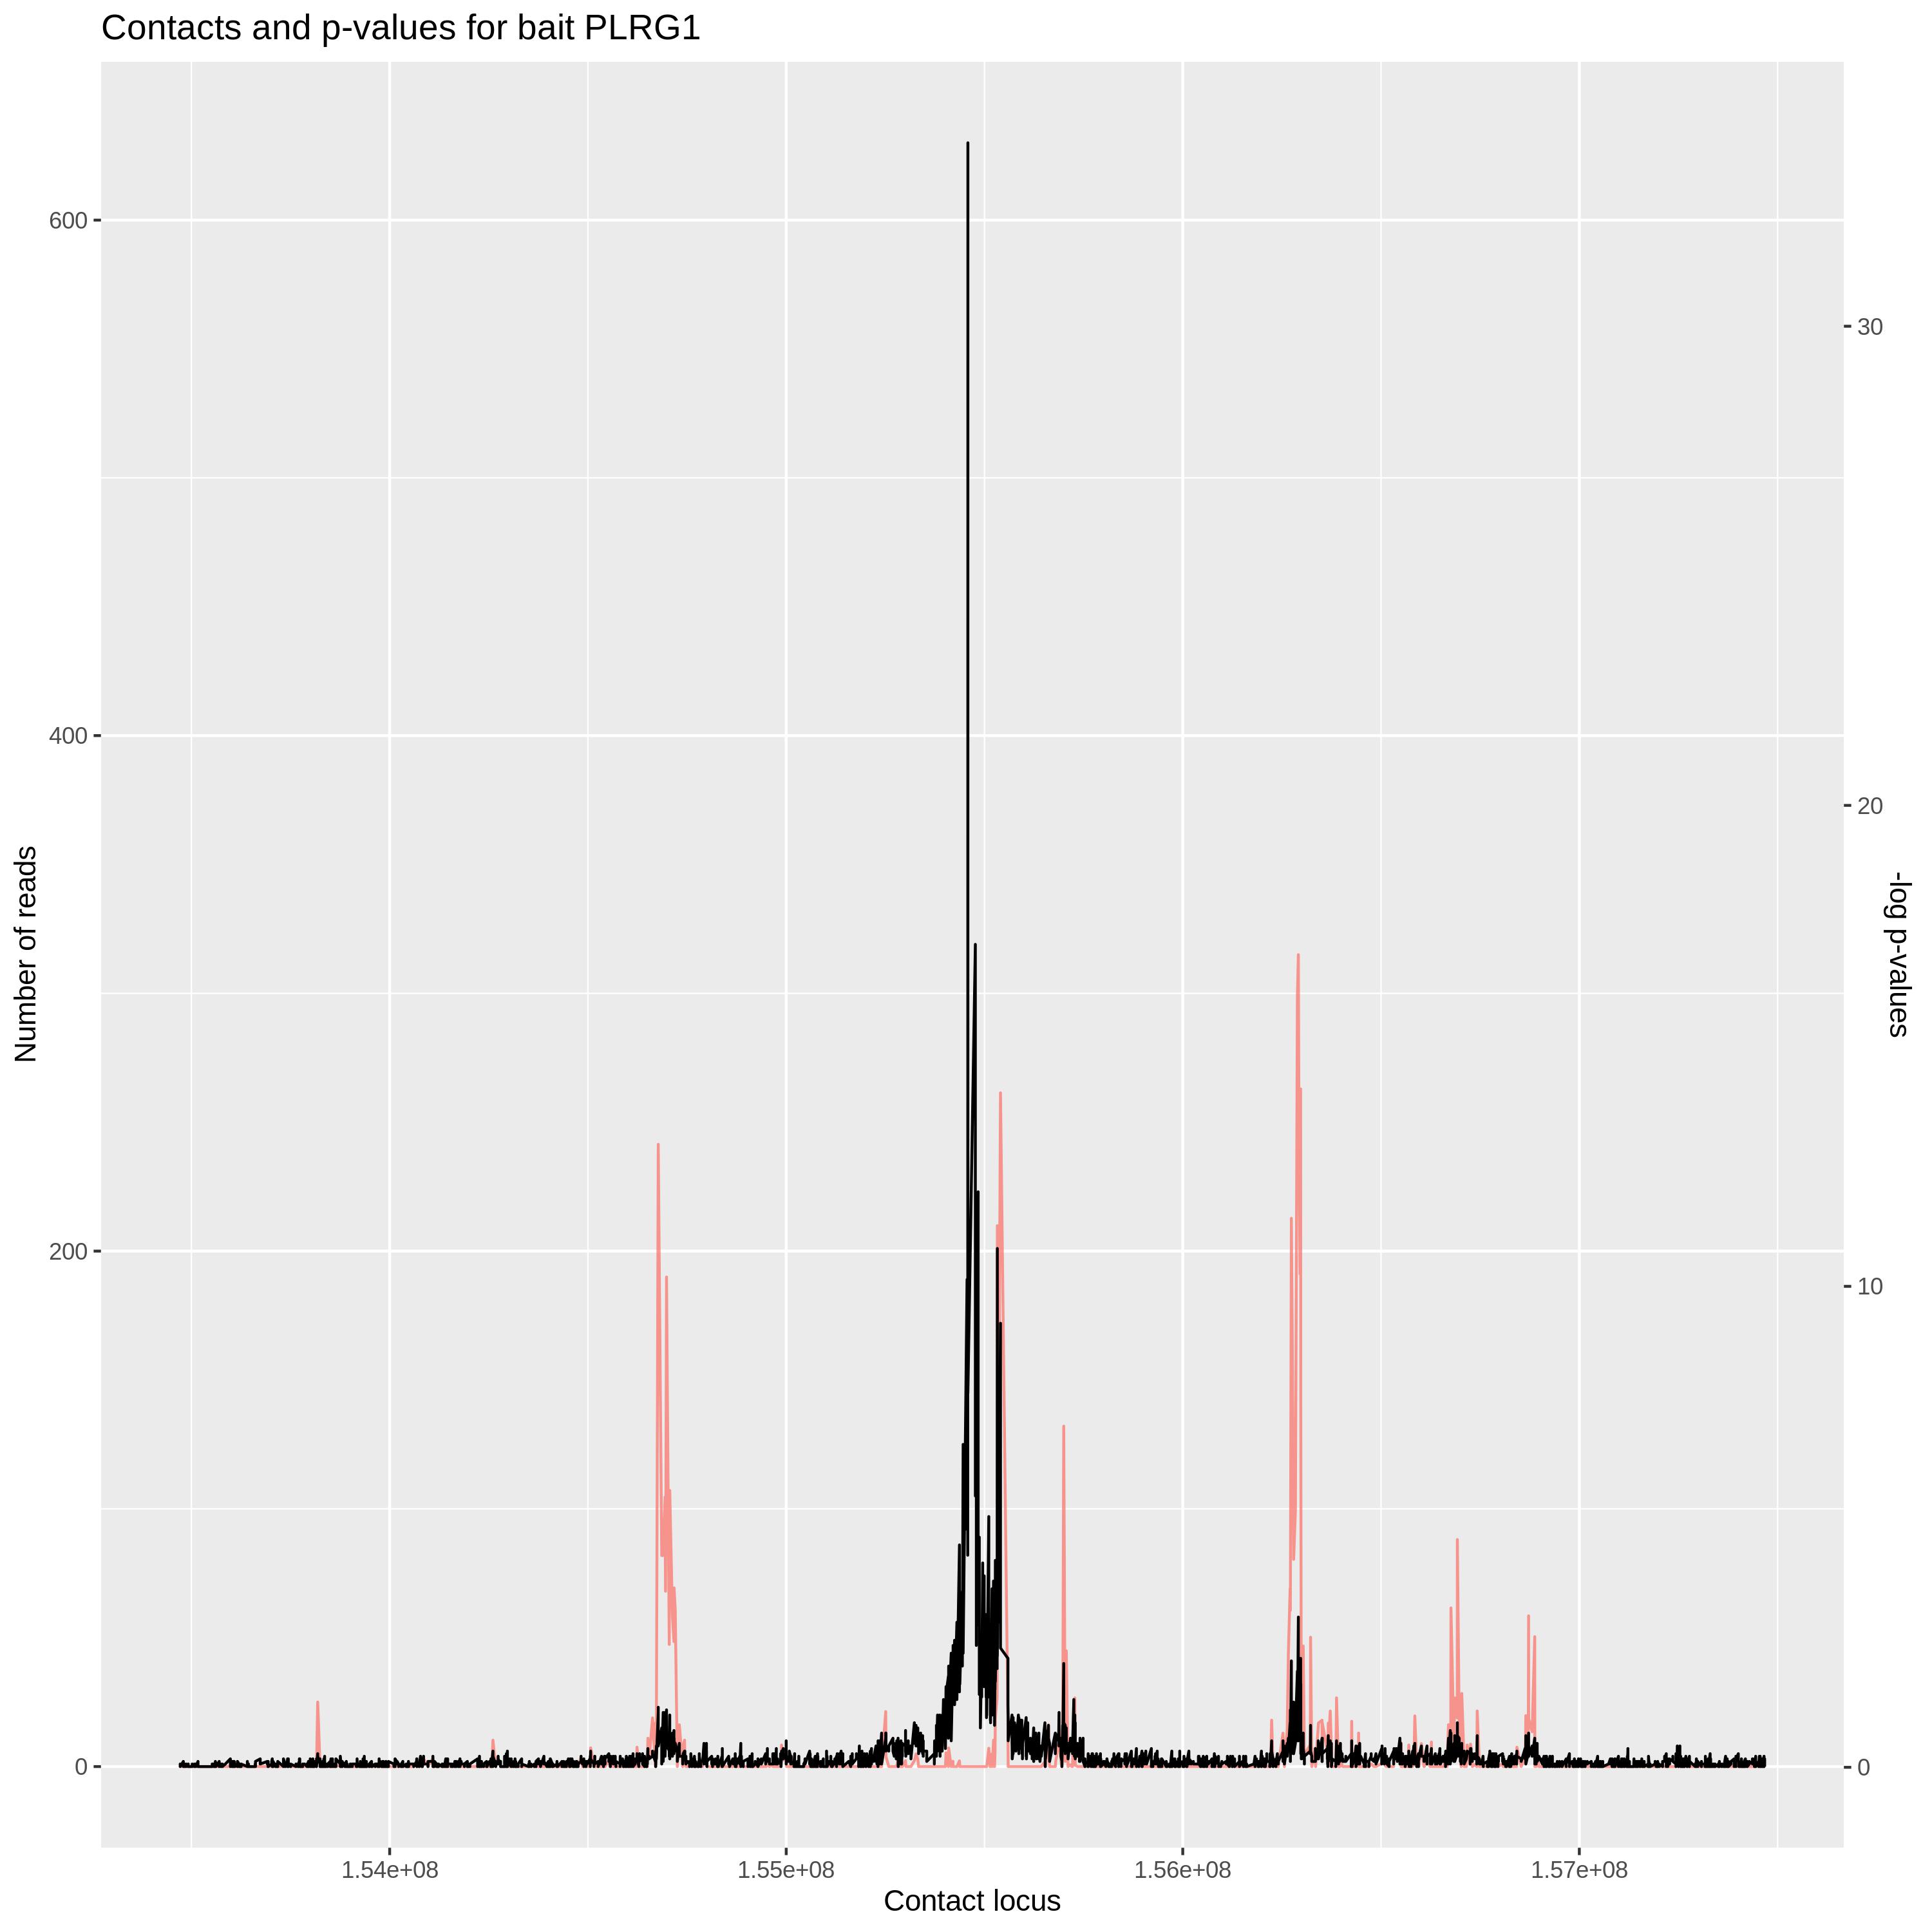 Contacts and p-values for bait PLRG1
600
400
200
0
Number of reads
30
20
10
0
-log p-values
1.54e+08
1.55e+08
1.56e+08
1.57e+08
Contact locus